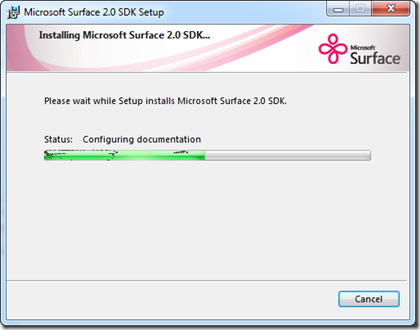 Microsoft Surface 2.0 SDK Setup
Installing Microsoft Surface 2.0 SDK...
Microsoft
Surface
Please wait while Setup installs Microsoft Surface 2.0 SDK.
Status: Configuring documentation
Cancel